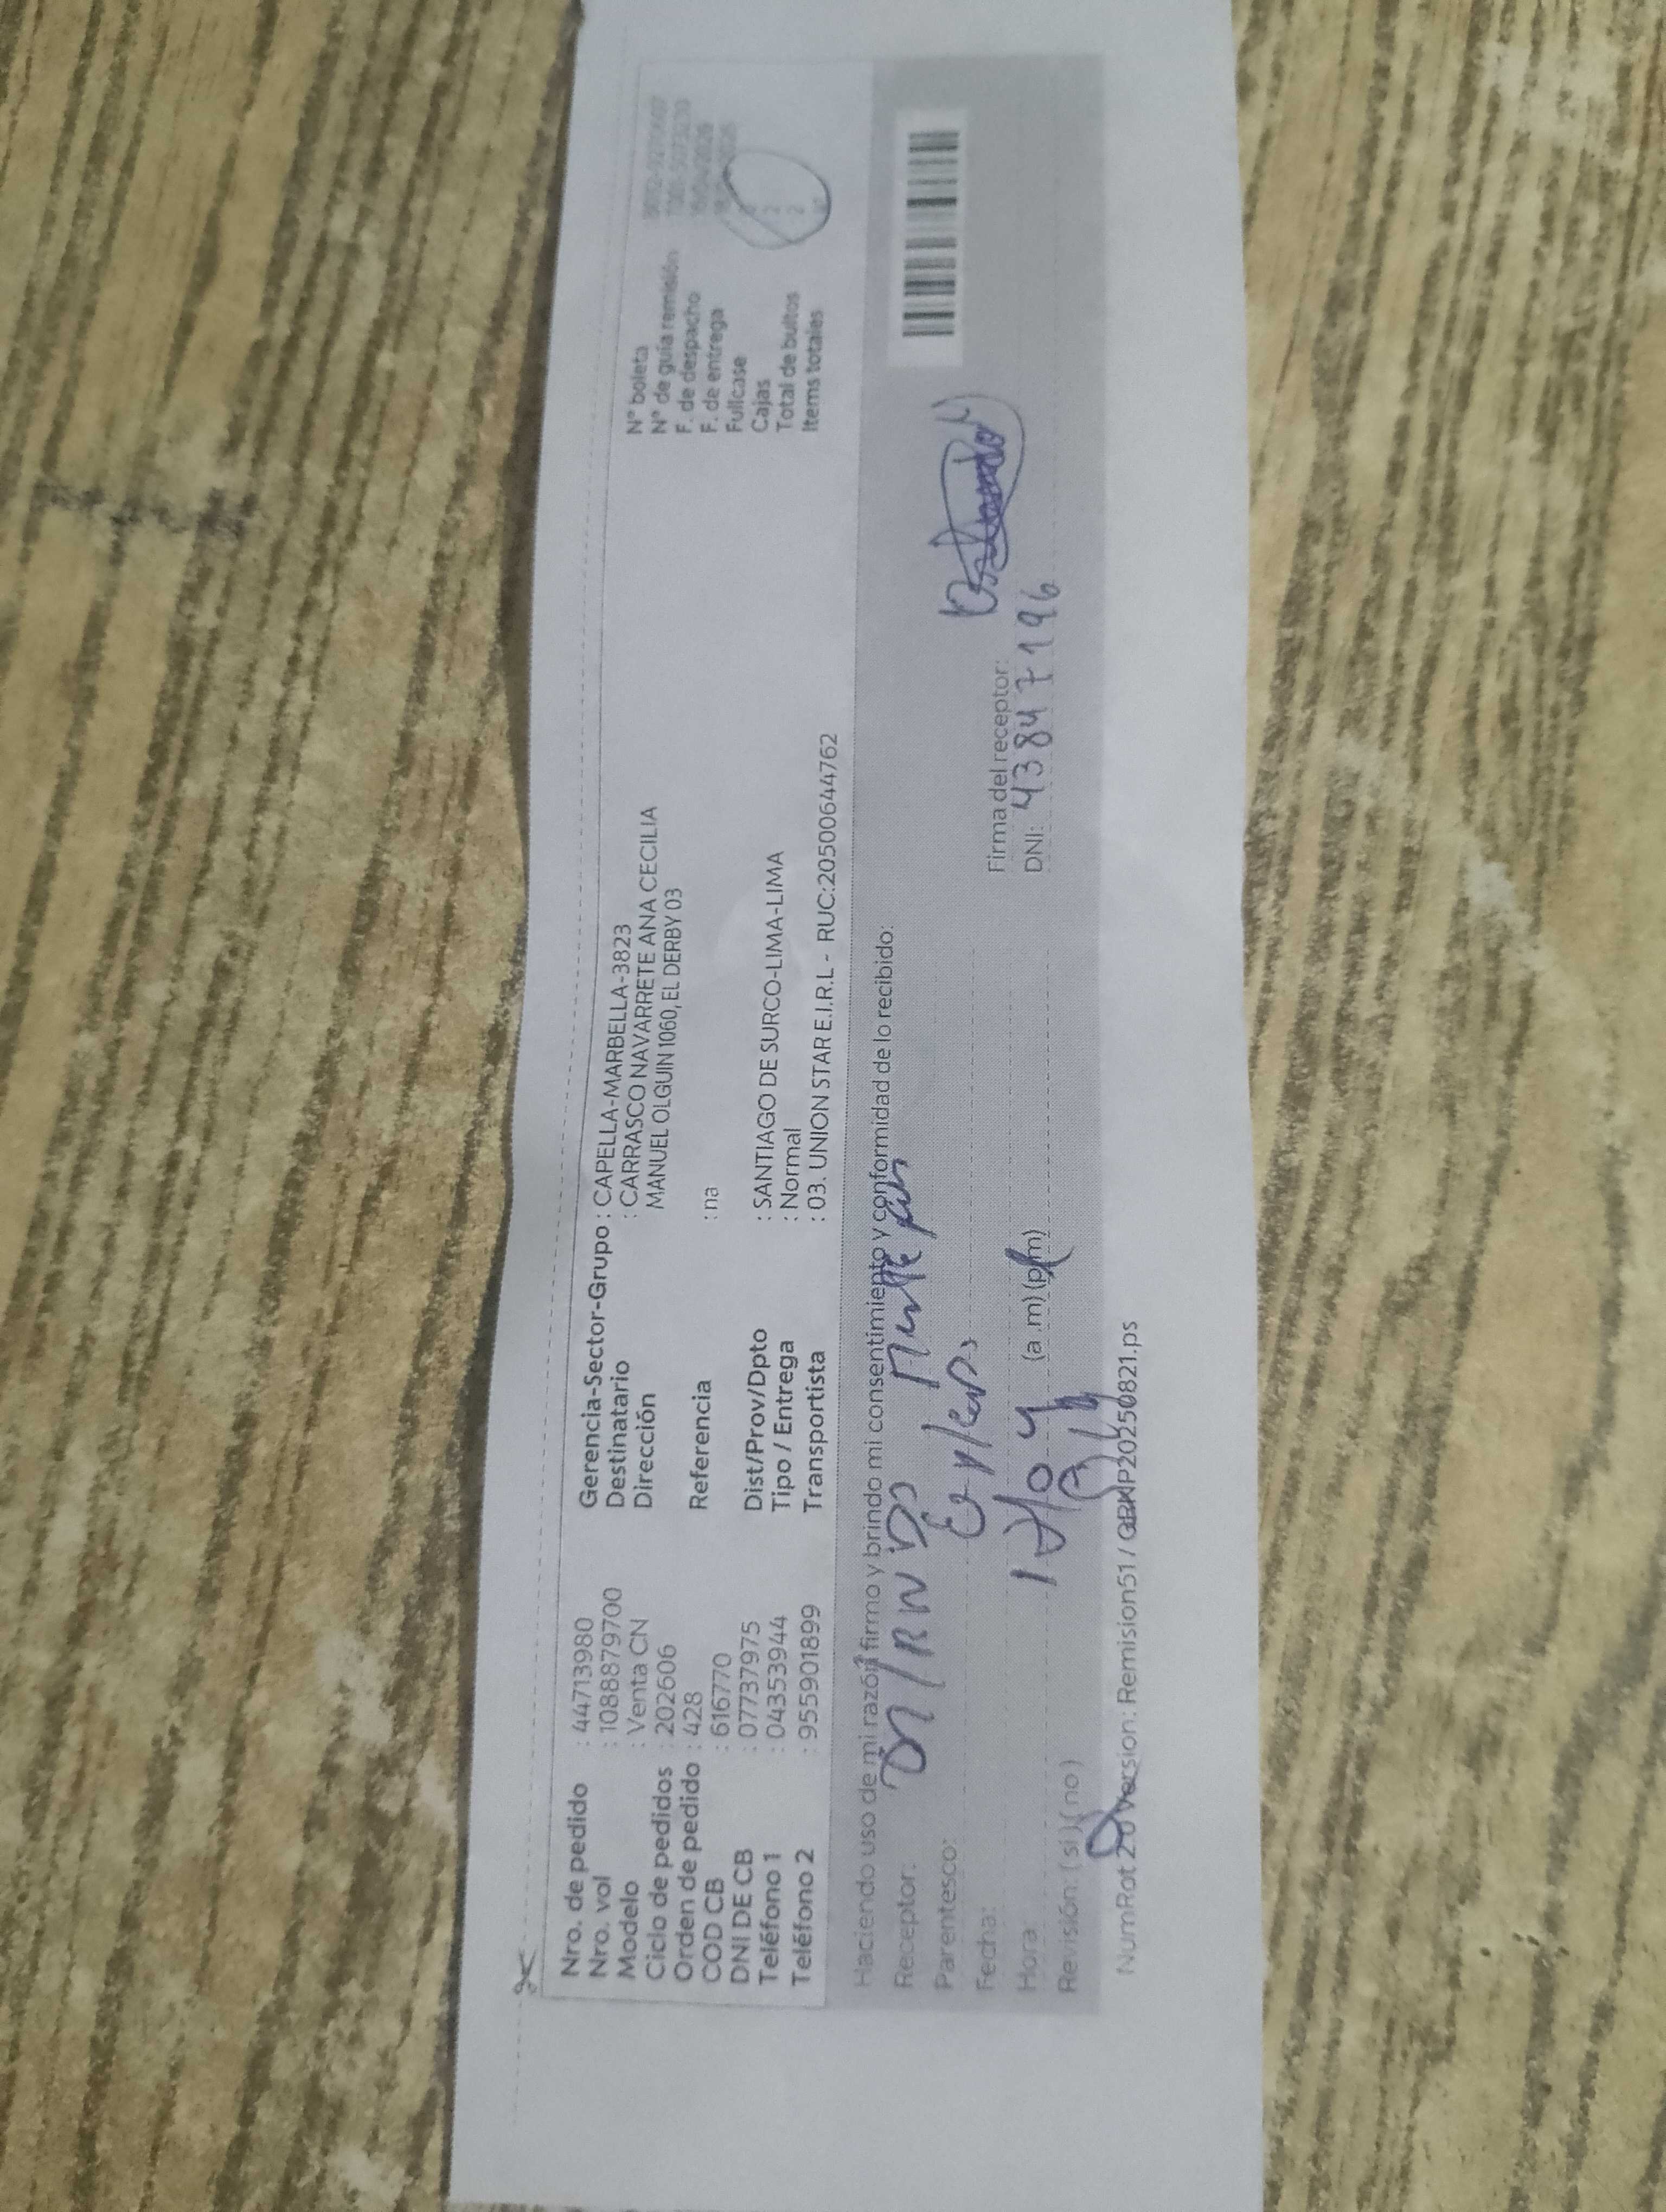 Nro. de pedido : 44713980
Nro. vol : 10888879700
Modelo : Venta CN
Ciclo de pedidos : 202606
Orden de pedido : 428
COD CB : 616770
DNI DE CB : 07737975
Teléfono 1 : 04353944
Teléfono 2 : 955901899
Gerencia-Sector-Grupo : CAPELLA-MARBELLA-3823
Destinatario : CARRASCO NAVARRETE ANA CECILIA
Dirección MANUEL OLGUIN 1060, EL DERBY 03
Referencia : na
Dist/Prov/Dpto : SANTIAGO DE SURCO-LIMA-LIMA
Tipo / Entrega : Normal
Transportista : 03. UNION STAR E.I.R.L - RUC:20500644762
N° boleta
N° de guía remisión
F. de despacho
F. de entrega
Fullcase
Cajas 2
Total de bultos 2
Items totales
Haciendo uso de mi razón firmo y brindo mi consentimiento y conformidad de lo recibido:
Receptor:
Parentesco:
Fecha:
Hora: (a.m) (p.m)
Revisión: (si) (no)
Firma del receptor:
DNI: 43847196
NumRot 2.0 Version: Remision51 / GBKIP20250821.ps